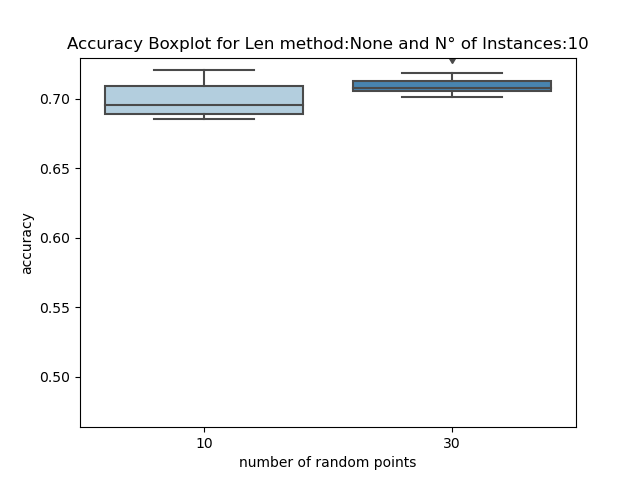 Accuracy Boxplot for Len method:None and N° of Instances:10
0.70
0.65
0.60
0.55
0.50
accuracy
10
30
number of random points